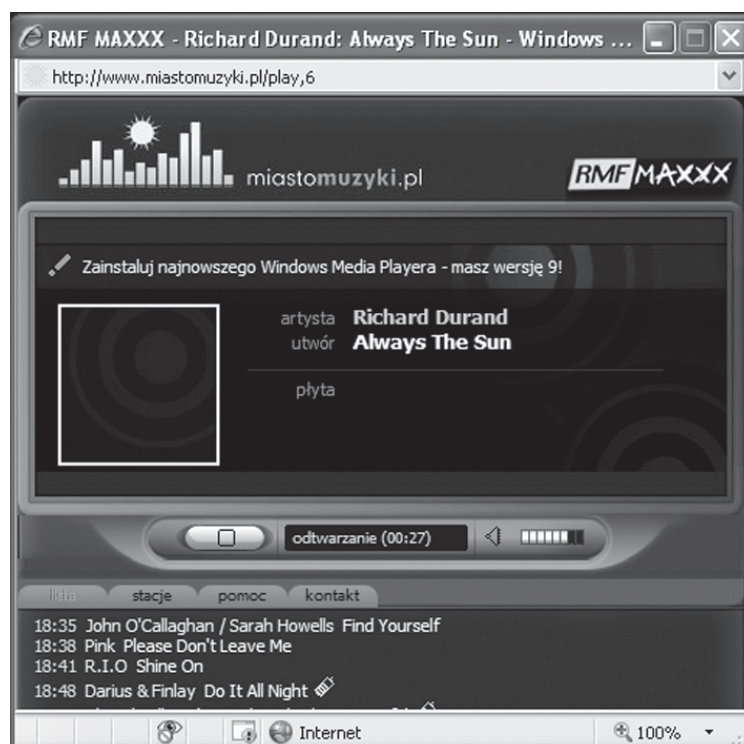 RMF MAXXX - Richard Durand: Always The Sun - Windows ...
http://www.miastomuzyki.pl/play,6
miastomuzyki.pl
RMF MAXXX
Zainstaluj najnowszego Windows Media Playera - masz wersję 9!
artysta Richard Durand
utwór Always The Sun
płyta
odtwarzanie (00:27)
lista stacje pomoc kontakt
18:35 John O'Callaghan / Sarah Howells Find Yourself
18:38 Pink Please Don't Leave Me
18:41 R.I.O Shine On
18:48 Darius & Finlay Do It All Night
Internet 100%